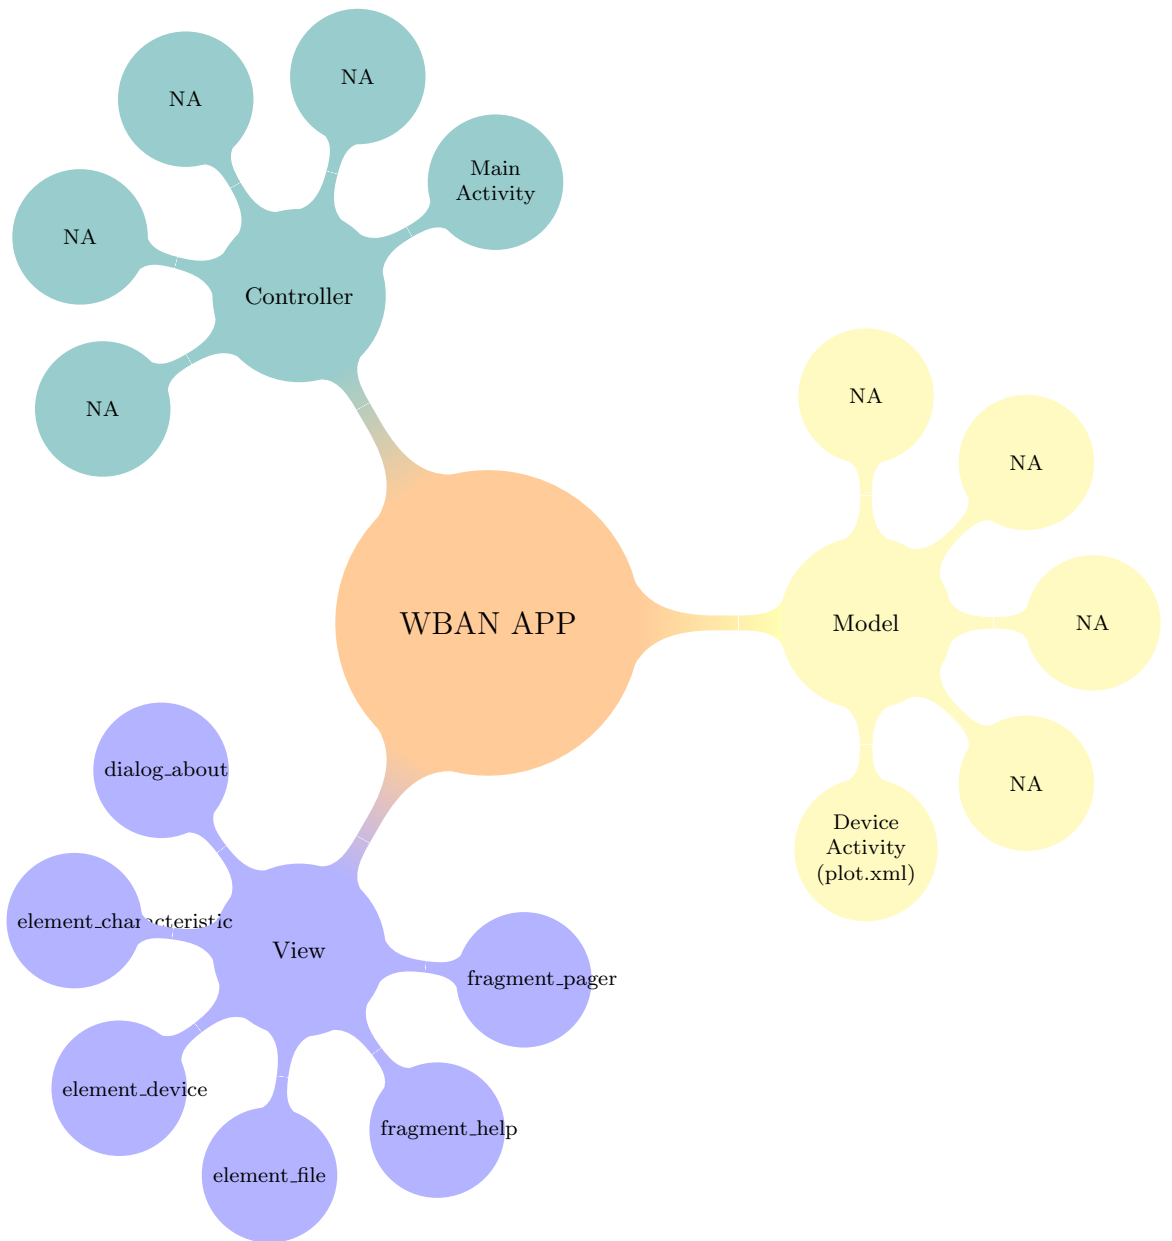 NA
NA
Main
Activity
NA
Controller
NA
NA
NA
WBAN APP
Model
NA
NA
Device
Activity
(plot.xml)
dialog_about
element_characteristic
View
fragment_pager
element_device
fragment_help
element_file